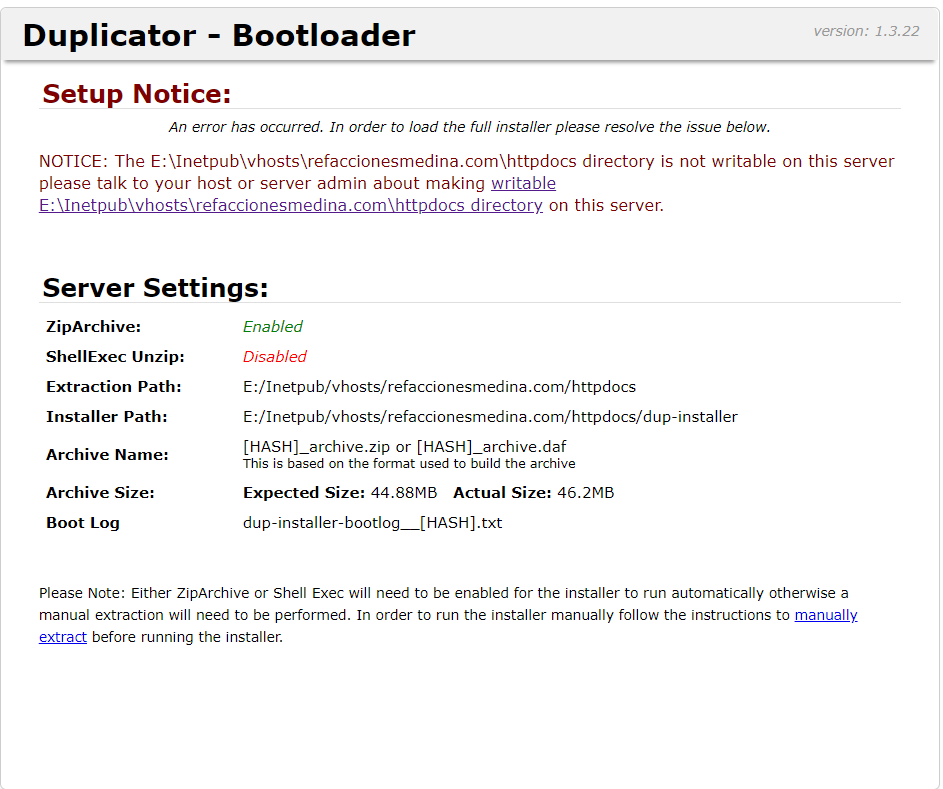 Duplicator - Bootloader
version: 1.3.22
Setup Notice:
An error has occurred. In order to load the full installer please resolve the issue below.
NOTICE: The E:\Inetpub\vhosts\refaccionesmedina.com\httpdocs directory is not writable on this server
please talk to your host or server admin about making writable
E:\Inetpub\vhosts\refaccionesmedina.com\httpdocs directory on this server.
Server Settings:
ZipArchive: Enabled
ShellExec Unzip: Disabled
Extraction Path: E:/Inetpub/vhosts/refaccionesmedina.com/httpdocs
Installer Path: E:/Inetpub/vhosts/refaccionesmedina.com/httpdocs/dup-installer
Archive Name: [HASH]_archive.zip or [HASH]_archive.daf
This is based on the format used to build the archive
Archive Size: Expected Size: 44.88MB Actual Size: 46.2MB
Boot Log dup-installer-bootlog__[HASH].txt
Please Note: Either ZipArchive or Shell Exec will need to be enabled for the installer to run automatically otherwise a
manual extraction will need to be performed. In order to run the installer manually follow the instructions to manually
extract before running the installer.